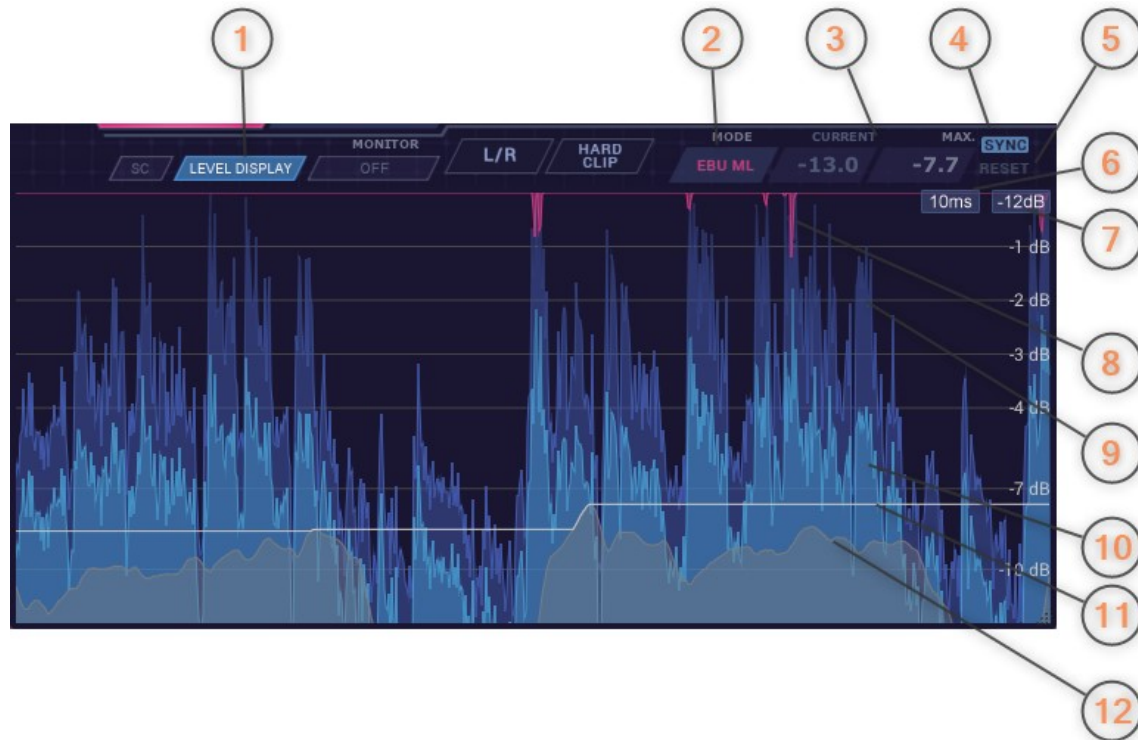 1
2
3
4
5
MONITOR
MODE
CURRENT
MAX.
SYNC
SC
LEVEL DISPLAY
OFF
L/R
HARD
CLIP
EBU ML
-13.0
-7.7
RESET
6
10ms
-12dB
7
-1 dB
-2 dB
-3 dB
8
-4 dB
9
-7 dB
10
-10 dB
11
12